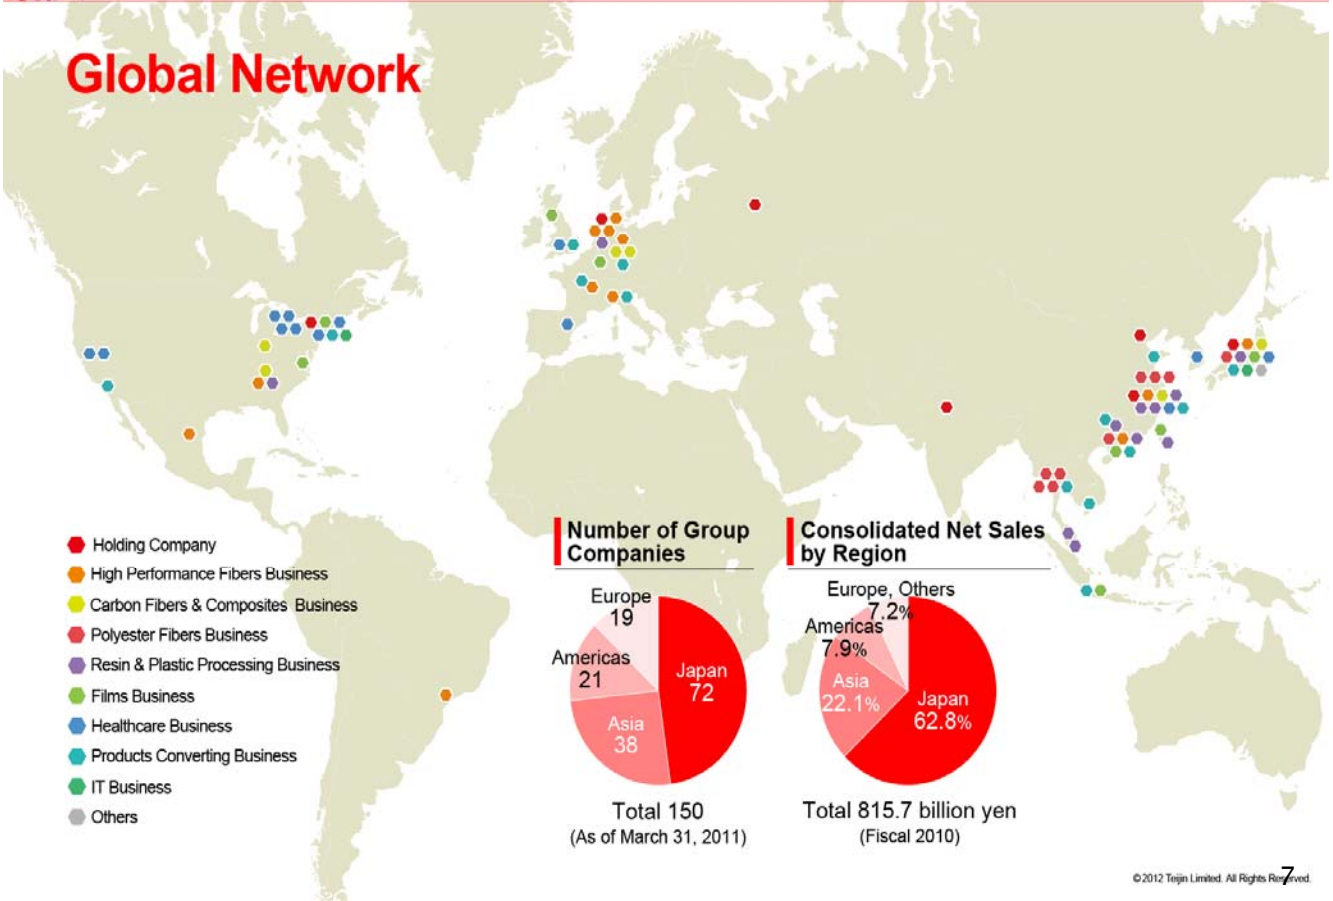 Global Network
Holding Company
High Performance Fibers Business
Carbon Fibers & Composites Business
Polyester Fibers Business
Resin & Plastic Processing Business
Films Business
Healthcare Business
Products Converting Business
IT Business
Others
Number of Group
Companies
Europe
19
Americas
21
Asia
38
Japan
72
Total 150
(As of March 31, 2011)
Consolidated Net Sales
by Region
Europe, Others
7.2%
Americas
7.9%
Asia
22.1%
Japan
62.8%
Total 815.7 billion yen
(Fiscal 2010)
©2012 Teijin Limited. All Rights Reserved.
7